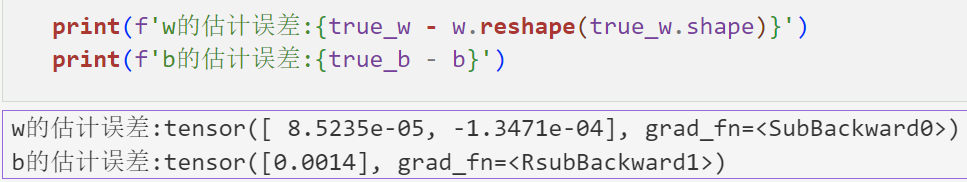 print(f'w的估计误差:{true_w - w.reshape(true_w.shape)}')
print(f'b的估计误差:{true_b - b}')
w的估计误差:tensor([ 8.5235e-05, -1.3471e-04], grad_fn=<SubBackward0>)
b的估计误差:tensor([0.0014], grad_fn=<RsubBackward1>)